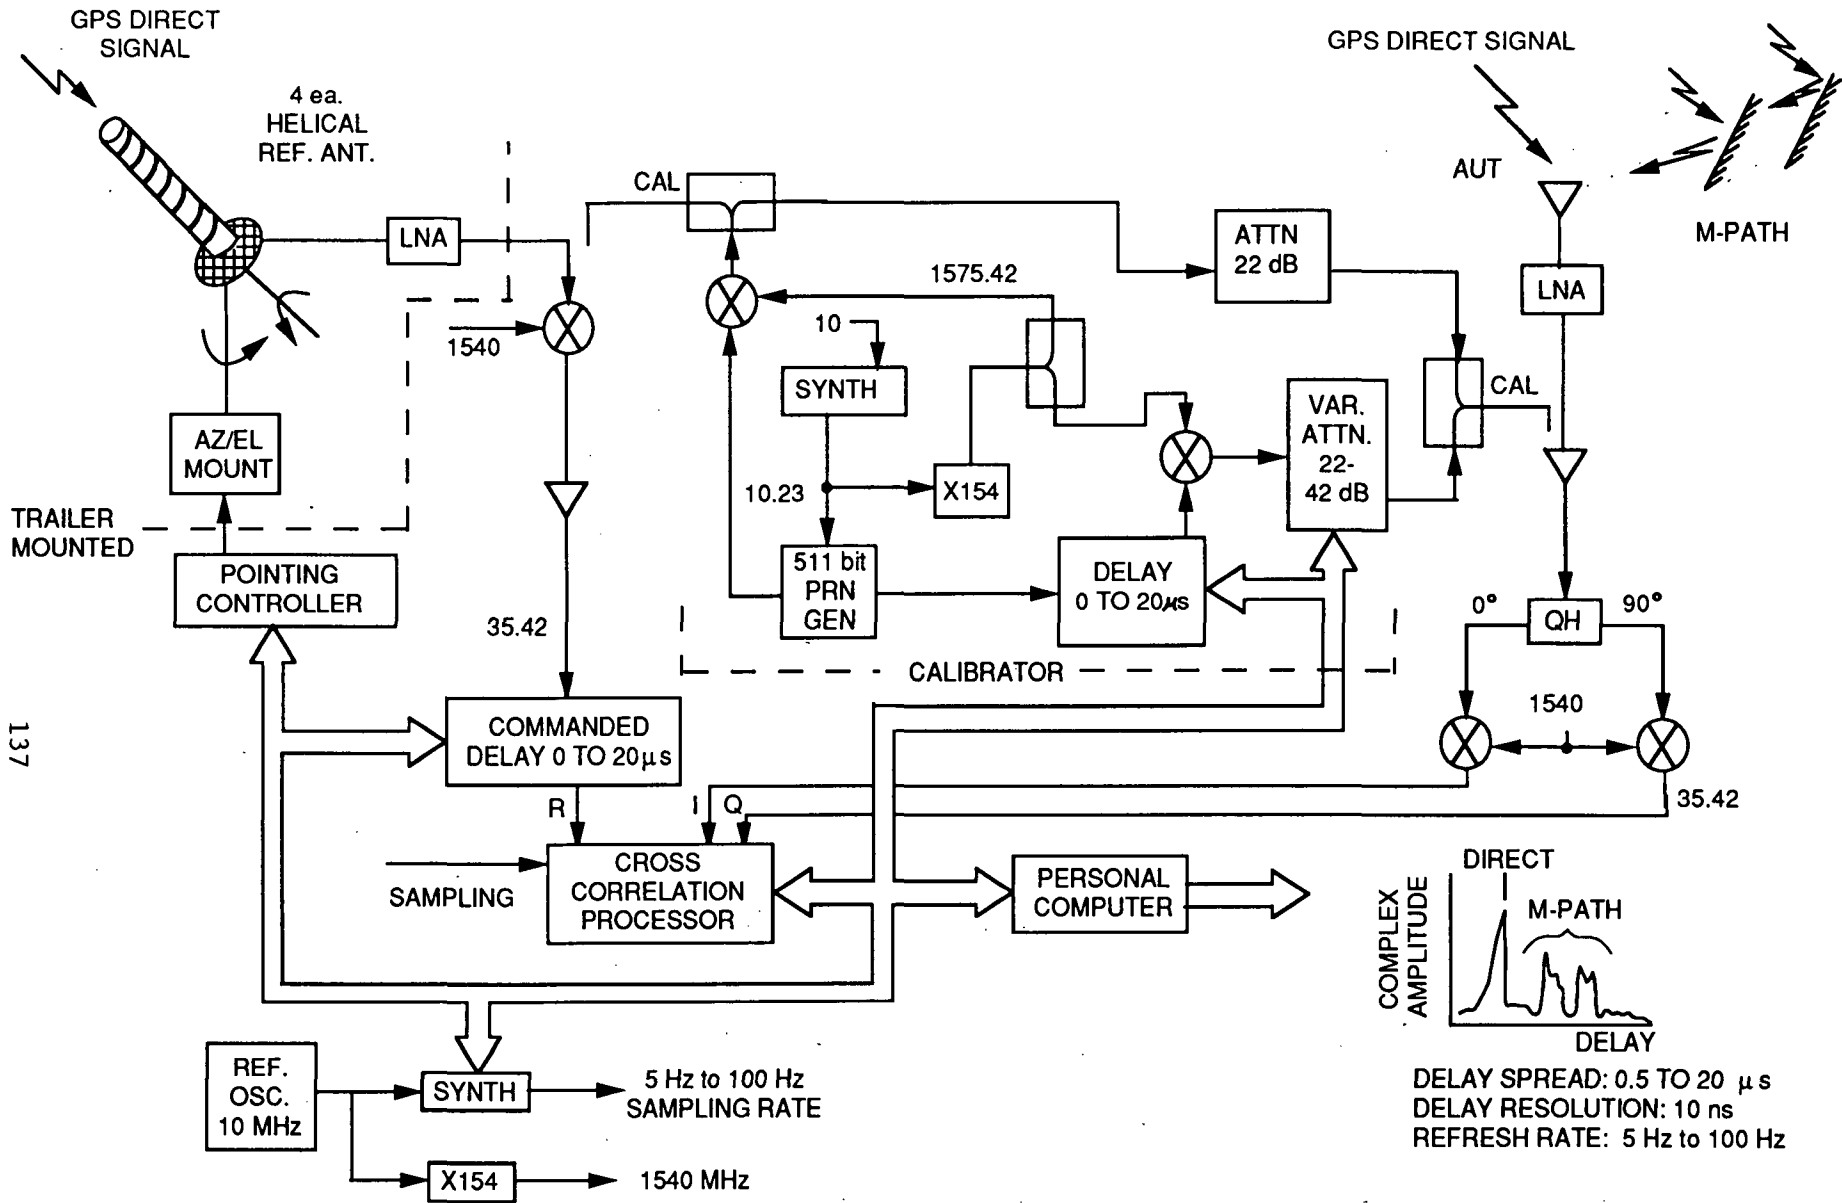 GPS DIRECT
SIGNAL
4 ea.
HELICAL
REF. ANT.
LNA
1540
AZ/EL
MOUNT
TRAILER
MOUNTED
POINTING
CONTROLLER
35.42
COMMANDED
DELAY 0 TO 20μs
R
I
Q
SAMPLING
CROSS
CORRELATION
PROCESSOR
PERSONAL
COMPUTER
CAL
1575.42
10
SYNTH
10.23
X154
511 bit
PRN
GEN
DELAY
0 TO 20μs
CALIBRATOR
ATTN
22 dB
VAR.
ATTN.
22-
42 dB
CAL
GPS DIRECT SIGNAL
AUT
M-PATH
LNA
0°
QH
90°
1540
35.42
REF.
OSC.
10 MHz
SYNTH
5 Hz to 100 Hz
SAMPLING RATE
X154
1540 MHz
DIRECT
M-PATH
COMPLEX
AMPLITUDE
DELAY
DELAY SPREAD: 0.5 TO 20 μs
DELAY RESOLUTION: 10 ns
REFRESH RATE: 5 Hz to 100 Hz
137